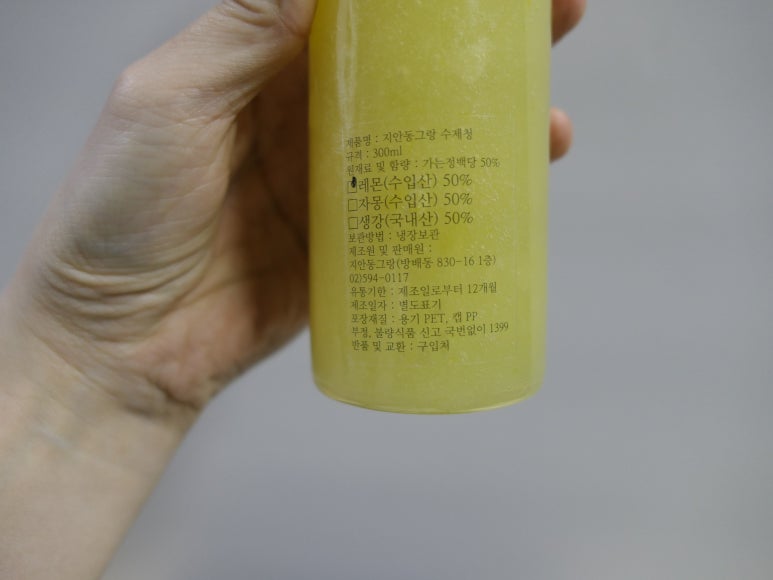 제품명 : 지안동그랑 수제청
규격 : 300ml
원재료 및 함량 : 가는정백당 50%
□레몬(수입산) 50%
□자몽(수입산) 50%
□생강(국내산) 50%
보관방법 : 냉장보관
제조원 및 판매원 :
지안동그랑(방배동 830-16 1층)
02)594-0117
유통기한 : 제조일로부터 12개월
제조일자 : 별도표기
포장재질 : 용기 PET, 캡 PP
부정, 불량식품 신고 국번없이 1399
반품 및 교환 : 구입처